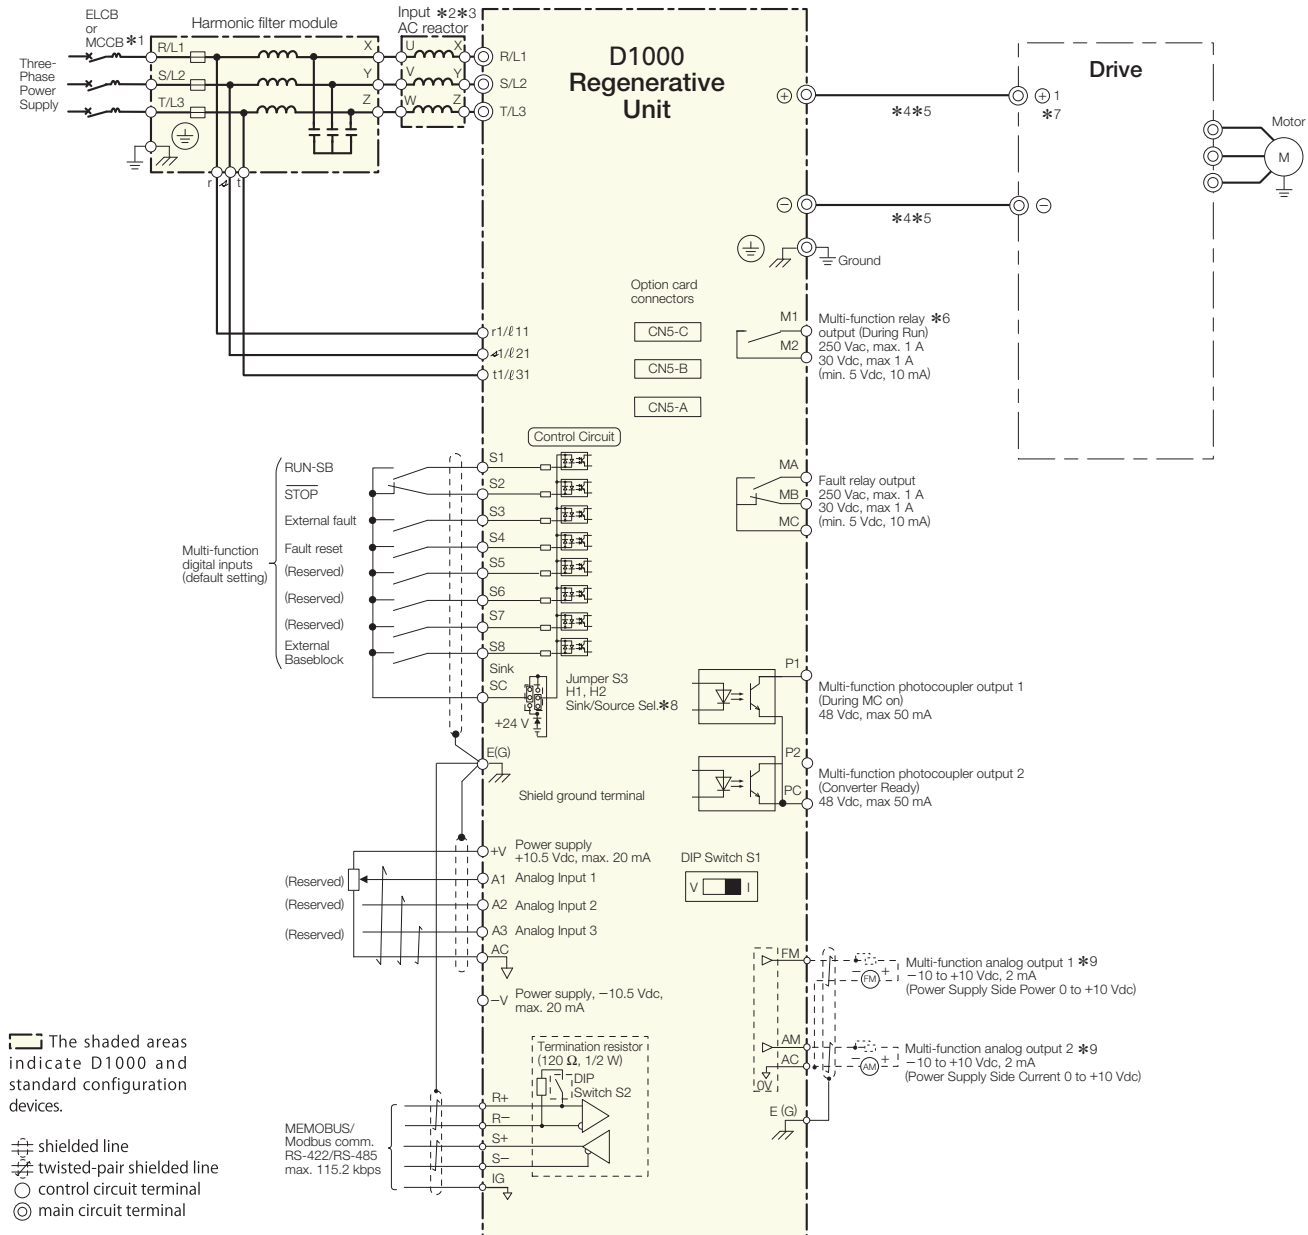 ELCB
or
MCCB *1
Harmonic filter module
Input *2*3
AC reactor
Three-
Phase
Power
Supply
R/L1
S/L2
T/L3
X
Y
Z
U X
V Y
W Z
R/L1
S/L2
T/L3
r s t
D1000
Regenerative
Unit
+
*4*5
+ 1
*7
Drive
Motor
M
−
*4*5
−
Ground
r1/ℓ11
s1/ℓ21
t1/ℓ31
Option card
connectors
CN5-C
CN5-B
CN5-A
M1
M2
Multi-function relay *6
output (During Run)
250 Vac, max. 1 A
30 Vdc, max 1 A
(min. 5 Vdc, 10 mA)
Control Circuit
Multi-function
digital inputs
(default setting)
RUN-SB
STOP
External fault
Fault reset
(Reserved)
(Reserved)
(Reserved)
External
Baseblock
S1
S2
S3
S4
S5
S6
S7
S8
Sink
SC
+24 V
Jumper S3
H1, H2
Sink/Source Sel.*8
MA
MB
MC
Fault relay output
250 Vac, max. 1 A
30 Vdc, max 1 A
(min. 5 Vdc, 10 mA)
P1
Multi-function photocoupler output 1
(During MC on)
48 Vdc, max 50 mA
P2
PC
Multi-function photocoupler output 2
(Converter Ready)
48 Vdc, max 50 mA
E(G)
Shield ground terminal
+V
Power supply
+10.5 Vdc, max. 20 mA
(Reserved)
A1 Analog Input 1
(Reserved)
A2 Analog Input 2
(Reserved)
A3 Analog Input 3
AC
−V
Power supply, −10.5 Vdc,
max. 20 mA
DIP Switch S1
V I
FM
− FM +
Multi-function analog output 1 *9
−10 to +10 Vdc, 2 mA
(Power Supply Side Power 0 to +10 Vdc)
AM
AC
0V
− AM +
Multi-function analog output 2 *9
−10 to +10 Vdc, 2 mA
(Power Supply Side Current 0 to +10 Vdc)
E (G)
Termination resistor
(120 Ω, 1/2 W)
DIP
Switch S2
MEMOBUS/
Modbus comm.
RS-422/RS-485
max. 115.2 kbps
R+
R−
S+
S−
IG
The shaded areas
indicate D1000 and
standard configuration
devices.
shielded line
twisted-pair shielded line
control circuit terminal
main circuit terminal